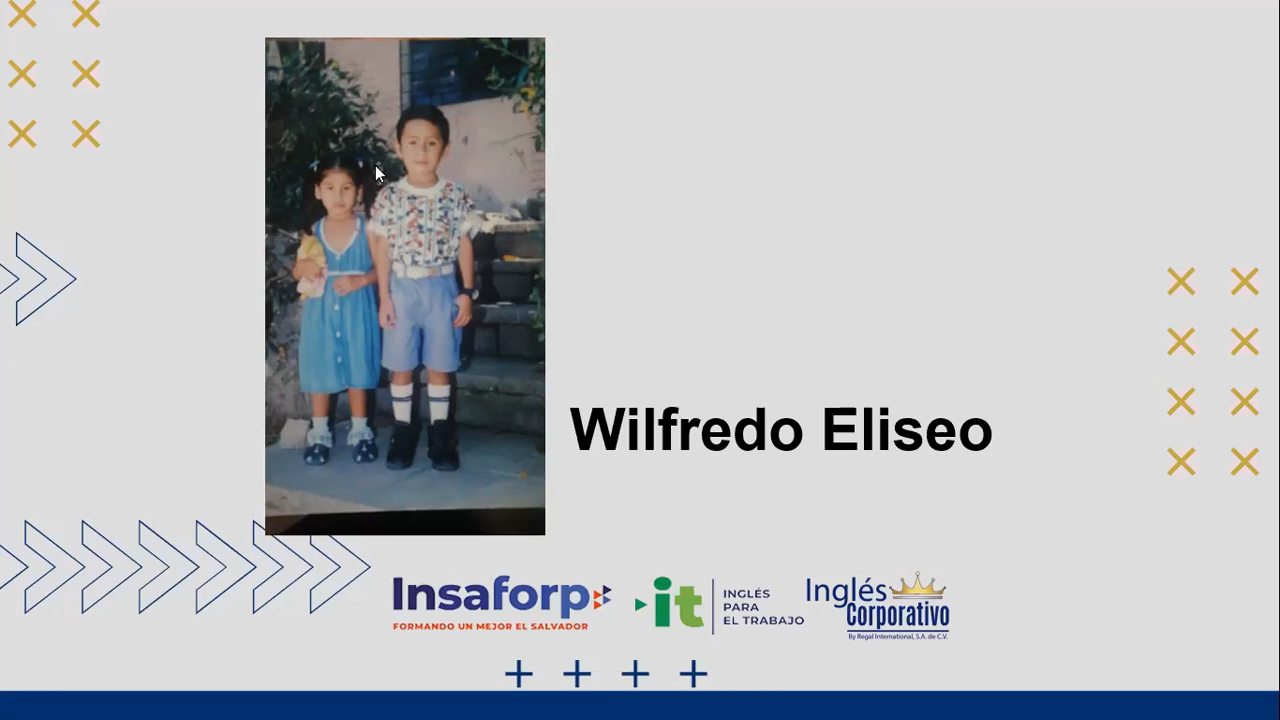 Wilfredo Eliseo
Insaforp
FORMANDO UN MEJOR EL SALVADOR
it
INGLÉS
PARA
EL TRABAJO
Inglés
Corporativo
By Regal International, S.A. de C.V.